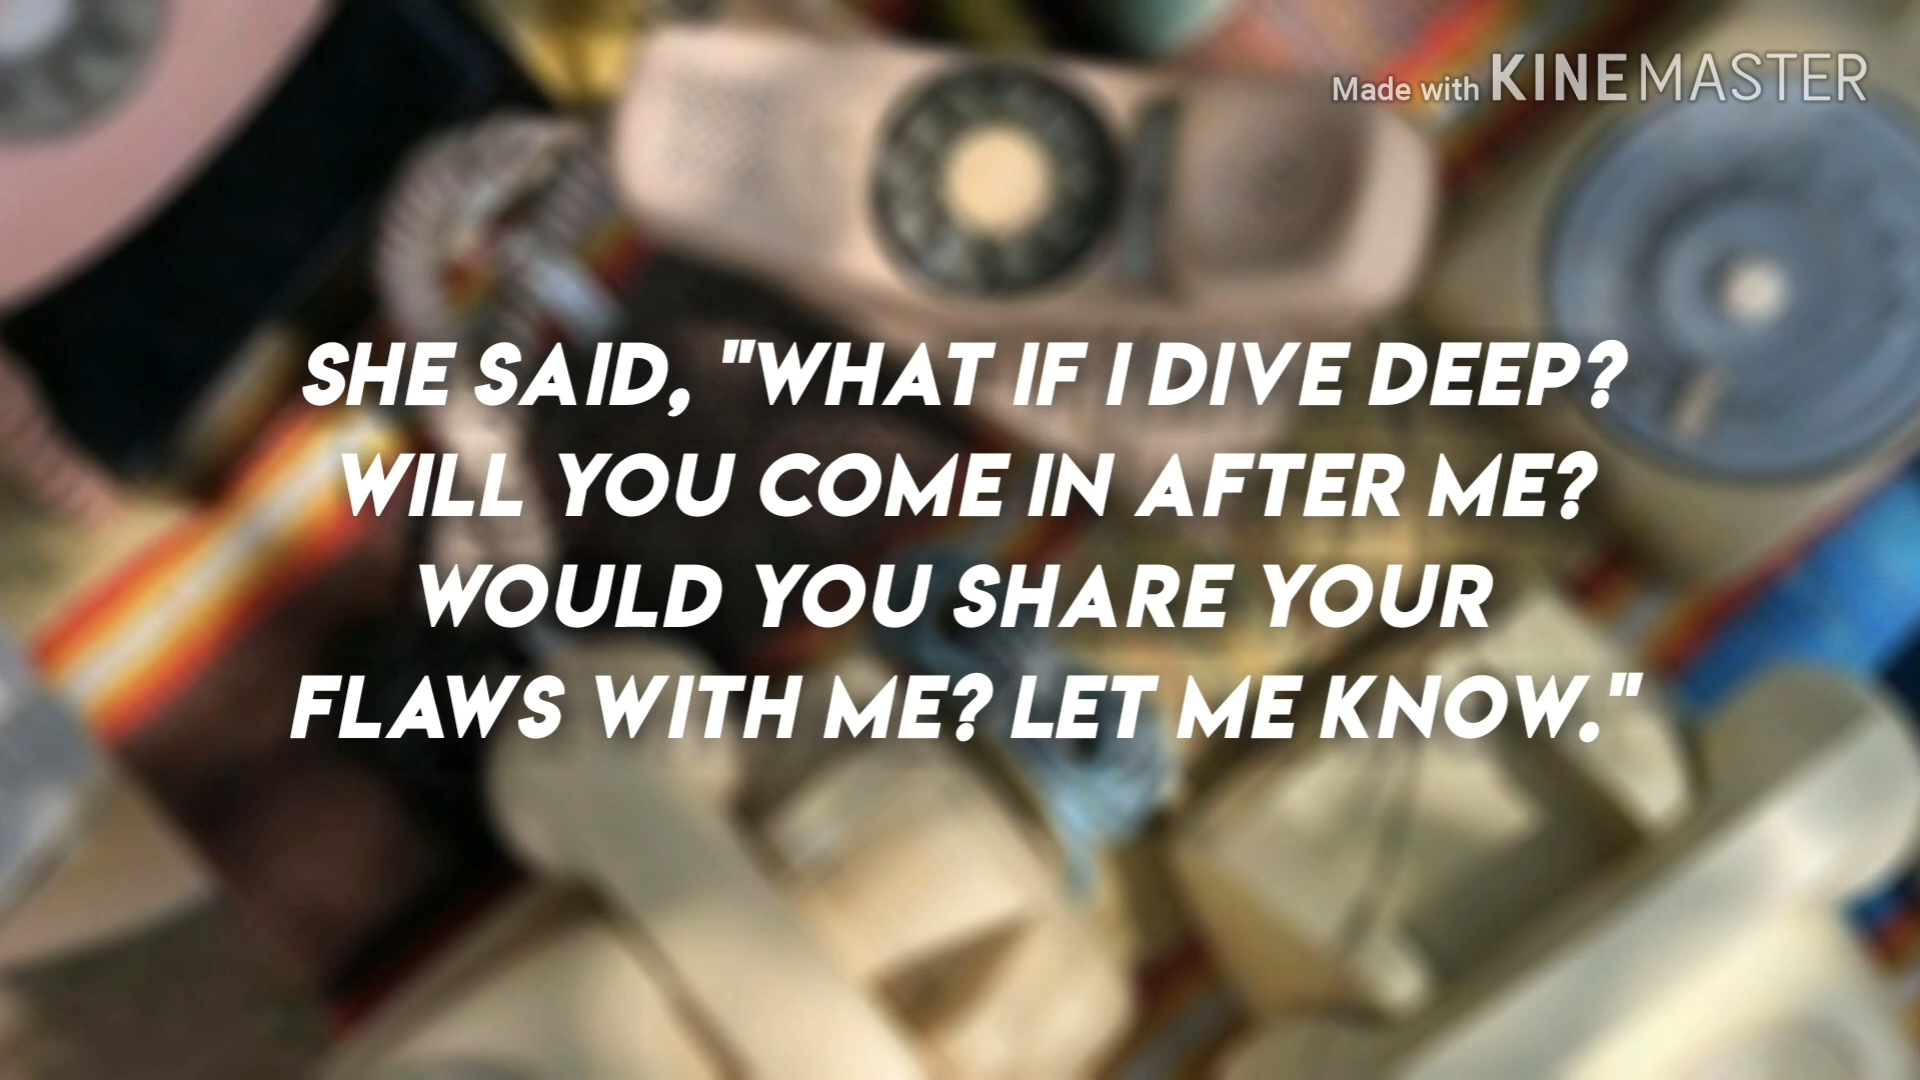 Made with KINEMASTER
SHE SAID, "WHAT IF I DIVE DEEP?
WILL YOU COME IN AFTER ME?
WOULD YOU SHARE YOUR
FLAWS WITH ME? LET ME KNOW."